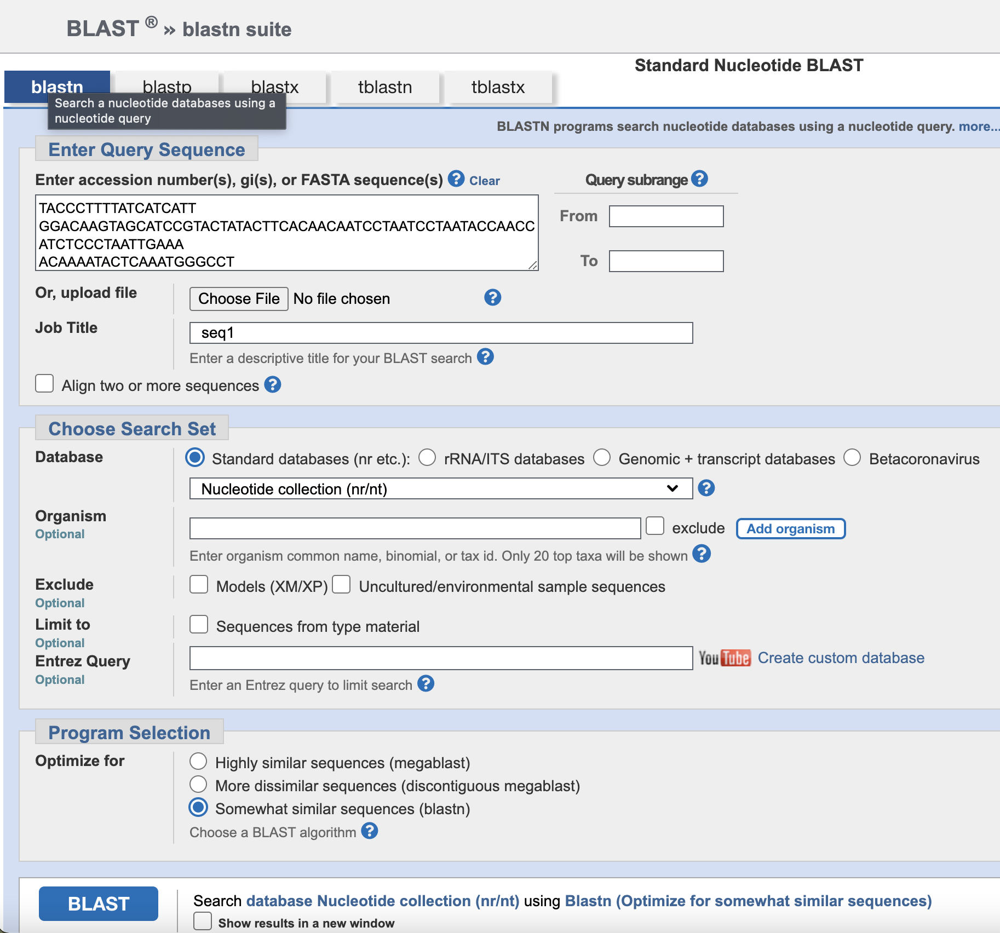 BLAST ® » blastn suite
Standard Nucleotide BLAST
blastn blastp blastx tblastn tblastx
Search a nucleotide databases using a
nucleotide query
BLASTN programs search nucleotide databases using a nucleotide query. more...
Enter Query Sequence
Enter accession number(s), gi(s), or FASTA sequence(s) ? Clear
Query subrange ?
TACCCTTTTATCATCATT
GGACAAGTAGCATCCGTACTATACTTCACAACAATCCTAATCCTAATACCAACC
ATCTCCCTAATTGAAA
ACAAAATACTCAAATGGGCCT
From
To
Or, upload file
Choose File No file chosen ?
Job Title
seq1
Enter a descriptive title for your BLAST search ?
Align two or more sequences ?
Choose Search Set
Database
Standard databases (nr etc.): rRNA/ITS databases Genomic + transcript databases Betacoronavirus
Nucleotide collection (nr/nt) ?
Organism
Optional
exclude Add organism
Enter organism common name, binomial, or tax id. Only 20 top taxa will be shown ?
Exclude
Optional
Models (XM/XP) Uncultured/environmental sample sequences
Limit to
Optional
Sequences from type material
Entrez Query
Optional
YouTube Create custom database
Enter an Entrez query to limit search ?
Program Selection
Optimize for
Highly similar sequences (megablast)
More dissimilar sequences (discontiguous megablast)
Somewhat similar sequences (blastn)
Choose a BLAST algorithm ?
BLAST
Search database Nucleotide collection (nr/nt) using Blastn (Optimize for somewhat similar sequences)
Show results in a new window